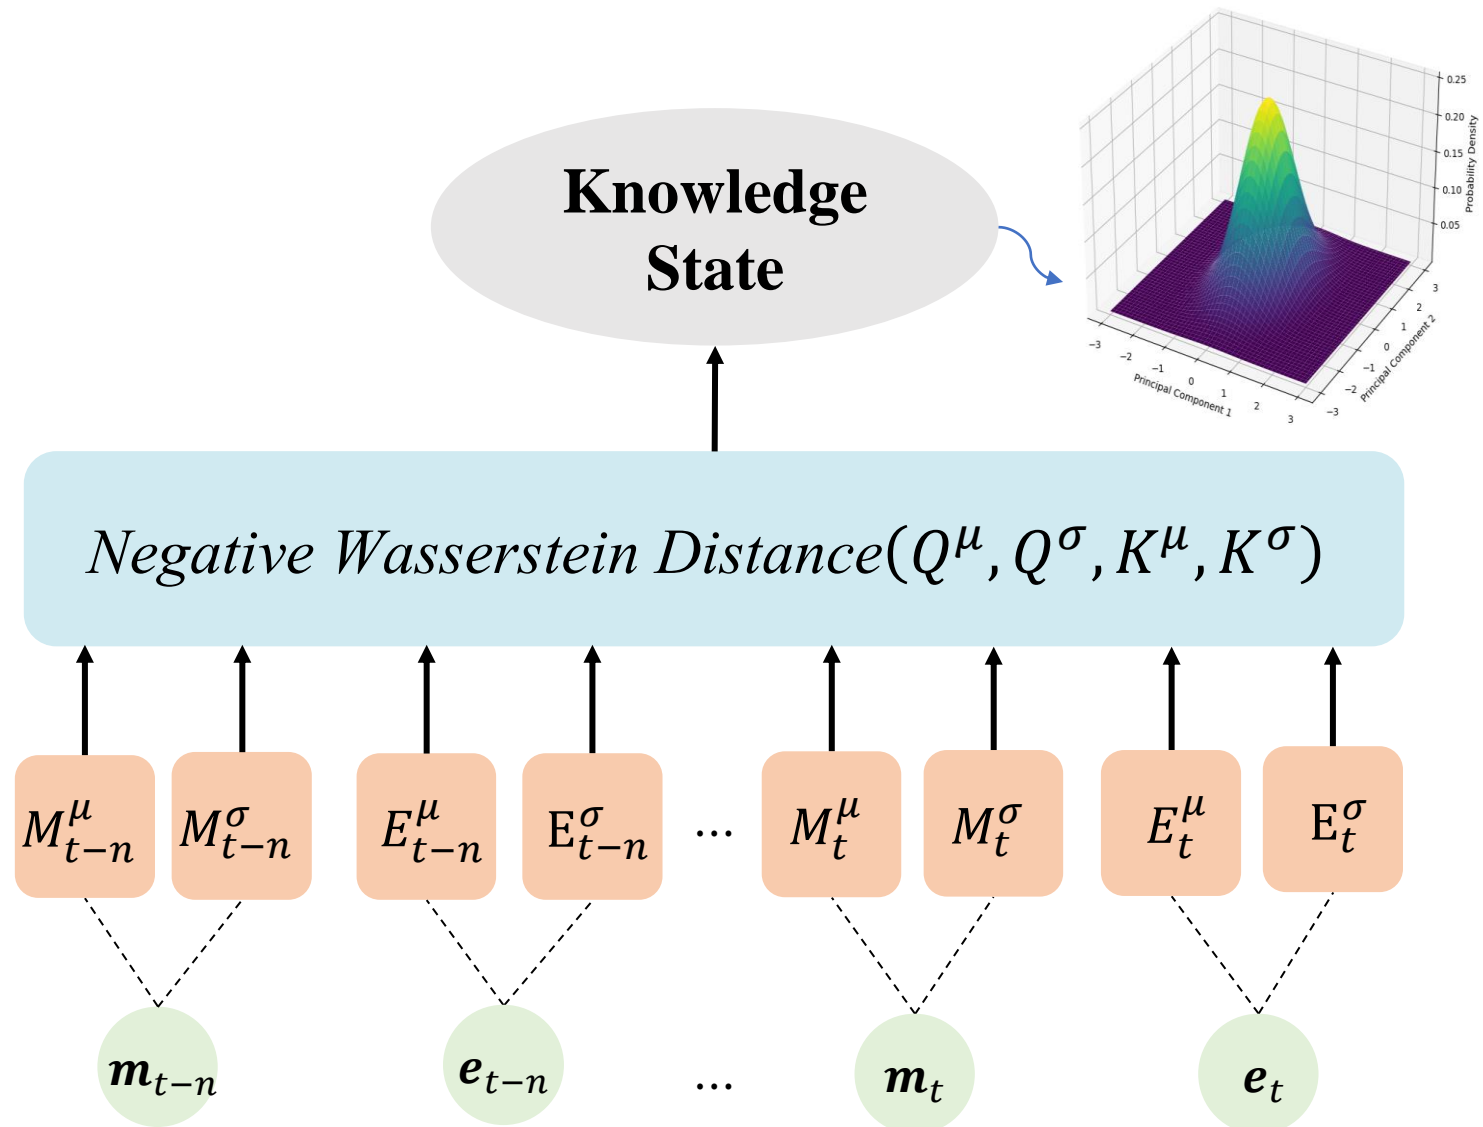 Knowledge
State
0.25
0.20
0.15
0.10
0.05
Probability Density
3
2
1
0
−1
−2
−3
Principal Component 2
−3
−2
−1
0
1
2
3
Principal Component 1
Negative Wasserstein Distance(Q^μ, Q^σ, K^μ, K^σ)
M^μ_{t−n} M^σ_{t−n} E^μ_{t−n} E^σ_{t−n} ... M^μ_t M^σ_t E^μ_t E^σ_t
m_{t−n} e_{t−n} ... m_t e_t